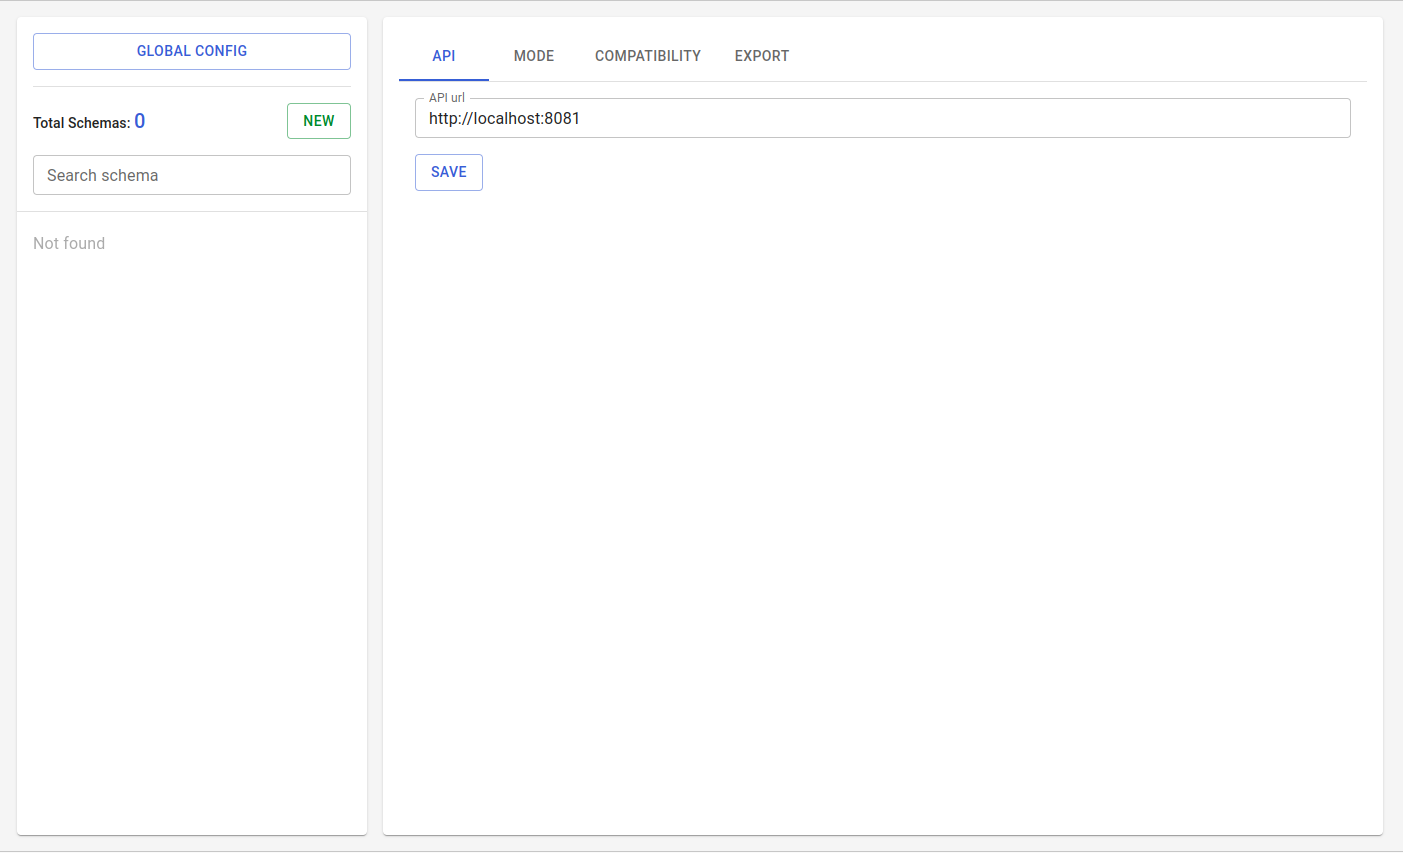 GLOBAL CONFIG
Total Schemas: 0
NEW
Search schema
Not found
API
MODE
COMPATIBILITY
EXPORT
API url
http://localhost:8081
SAVE